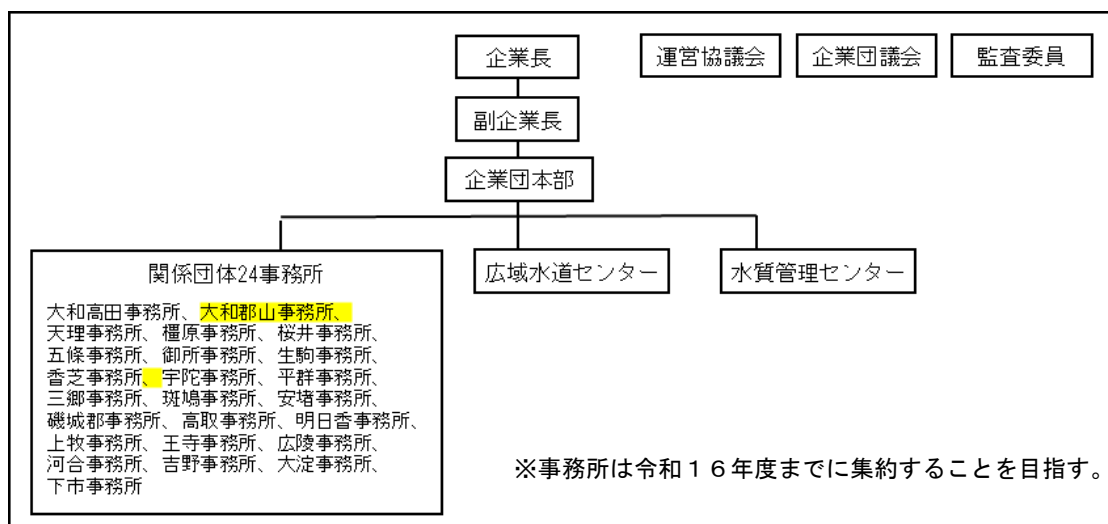 企業長
運営協議会
企業団議会
監査委員
副企業長
企業団本部
関係団体24事務所
大和高田事務所、大和郡山事務所、
天理事務所、橿原事務所、桜井事務所、
五條事務所、御所事務所、生駒事務所、
香芝事務所、宇陀事務所、平群事務所、
三郷事務所、斑鳩事務所、安堵事務所、
磯城郡事務所、高取事務所、明日香事務所、
上牧事務所、王寺事務所、広陵事務所、
河合事務所、吉野事務所、大淀事務所、
下市事務所
広域水道センター
水質管理センター
※事務所は令和１６年度までに集約することを目指す。